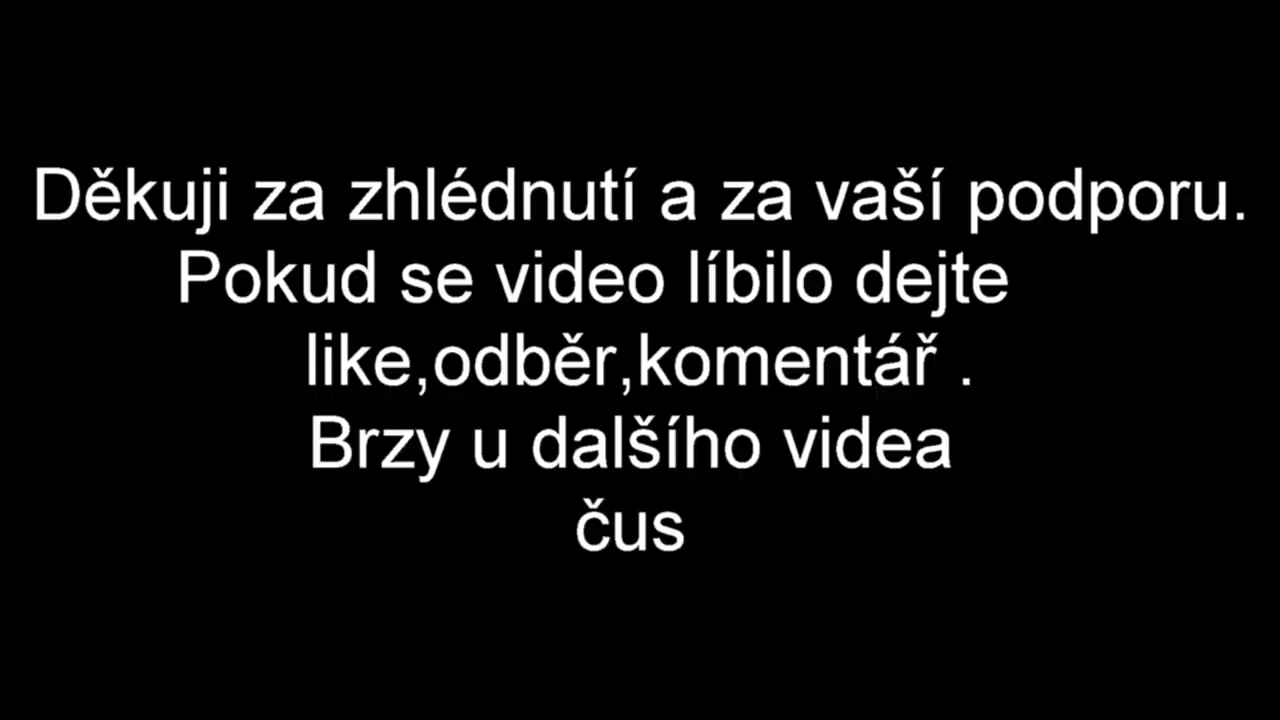 Děkuji za zhlédnutí a za vaší podporu.
Pokud se video líbilo dejte
like,odběr,komentář .
Brzy u dalšího videa
čus